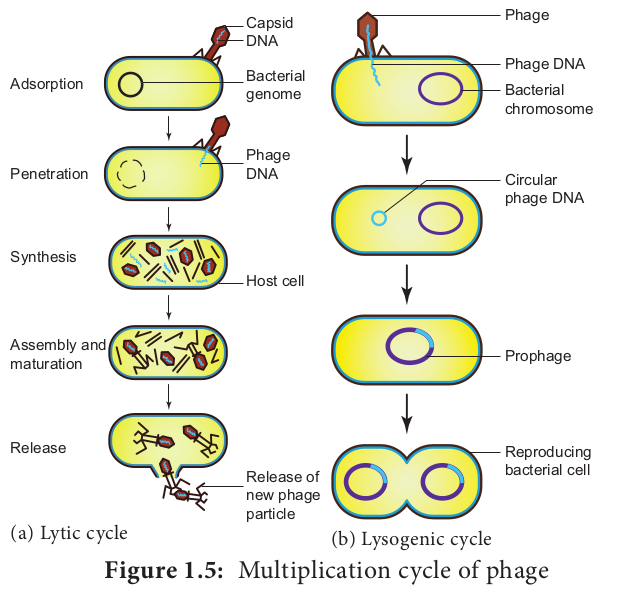 Capsid
DNA
Adsorption
Bacterial
genome
Penetration
Phage
DNA
Synthesis
Host cell
Assembly and
maturation
Release
Release of
new phage
particle
(a) Lytic cycle
Phage
Phage DNA
Bacterial
chromosome
Circular
phage DNA
Prophage
Reproducing
bacterial cell
(b) Lysogenic cycle
Figure 1.5: Multiplication cycle of phage